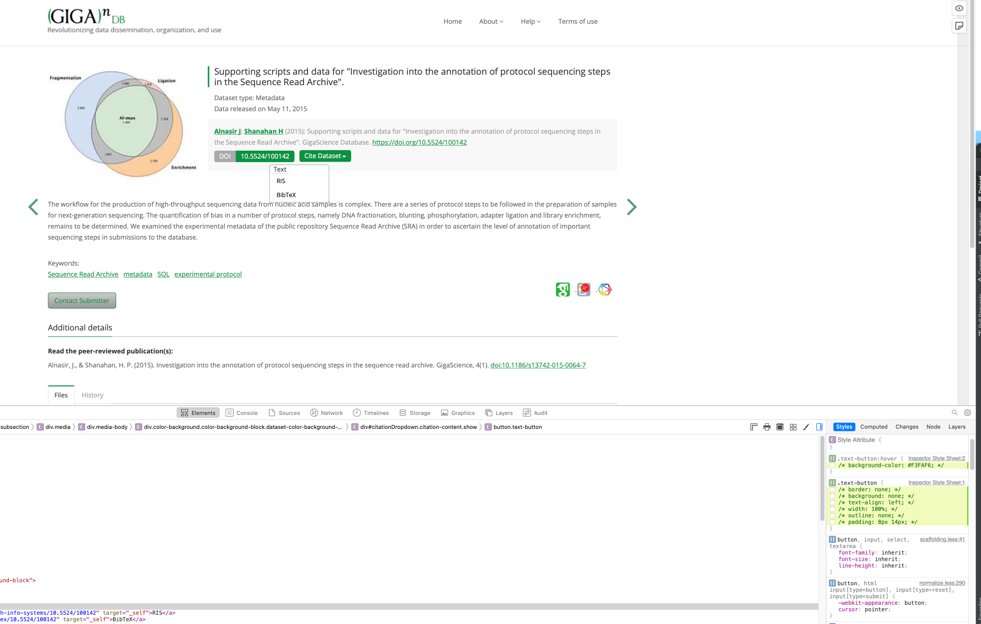 (GIGA)n DB
Revolutionizing data dissemination, organization, and use
Home About Help Terms of use
Fragmentation
Ligation
All steps
Enrichment
Supporting scripts and data for "Investigation into the annotation of protocol sequencing steps
in the Sequence Read Archive".
Dataset type: Metadata
Data released on May 11, 2015
Alnasir J, Shanahan H (2015): Supporting scripts and data for "Investigation into the annotation of protocol sequencing steps in
the Sequence Read Archive". GigaScience Database. https://doi.org/10.5524/100142
DOI 10.5524/100142 Cite Dataset
Text
RIS
BibTeX
The workflow for the production of high-throughput sequencing data from nucleic acid samples is complex. There are a series of protocol steps to be followed in the preparation of samples
for next-generation sequencing. The quantification of bias in a number of protocol steps, namely DNA fractionation, blunting, phosphorylation, adapter ligation and library enrichment,
remains to be determined. We examined the experimental metadata of the public repository Sequence Read Archive (SRA) in order to ascertain the level of annotation of important
sequencing steps in submissions to the database.
Keywords:
Sequence Read Archive metadata SQL experimental protocol
Contact Submitter
Additional details
Read the peer-reviewed publication(s):
Alnasir, J., & Shanahan, H. P. (2015). Investigation into the annotation of protocol sequencing steps in the sequence read archive. GigaScience, 4(1). doi:10.1186/s13742-015-0064-7
Files History
Elements Console Sources Network Timelines Storage Graphics Layers Audit
subsection div.media div.media-body div.color-background.color-background-block.dataset-color-background-... div#citationDropdown.citation-content.show button.text-button
Styles Computed Changes Node Layers
Style Attribute {
}
.text-button:hover { Inspector Style Sheet:2
/* background-color: #F3FAF6; */
}
.text-button { Inspector Style Sheet:1
/* border: none; */
/* background: none; */
/* text-align: left; */
/* width: 100%; */
/* outline: none; */
/* padding: 8px 14px; */
}
button, input, select, scaffolding.less:41
textarea {
font-family: inherit;
font-size: inherit;
line-height: inherit;
}
button, html normalize.less:290
input[type=button], input[type=reset],
input[type=submit] {
-webkit-appearance: button;
cursor: pointer;
}
und-block">
h-info-systems/10.5524/100142" target="_self">RIS</a>
ex/10.5524/100142" target="_self">BibTeX</a>